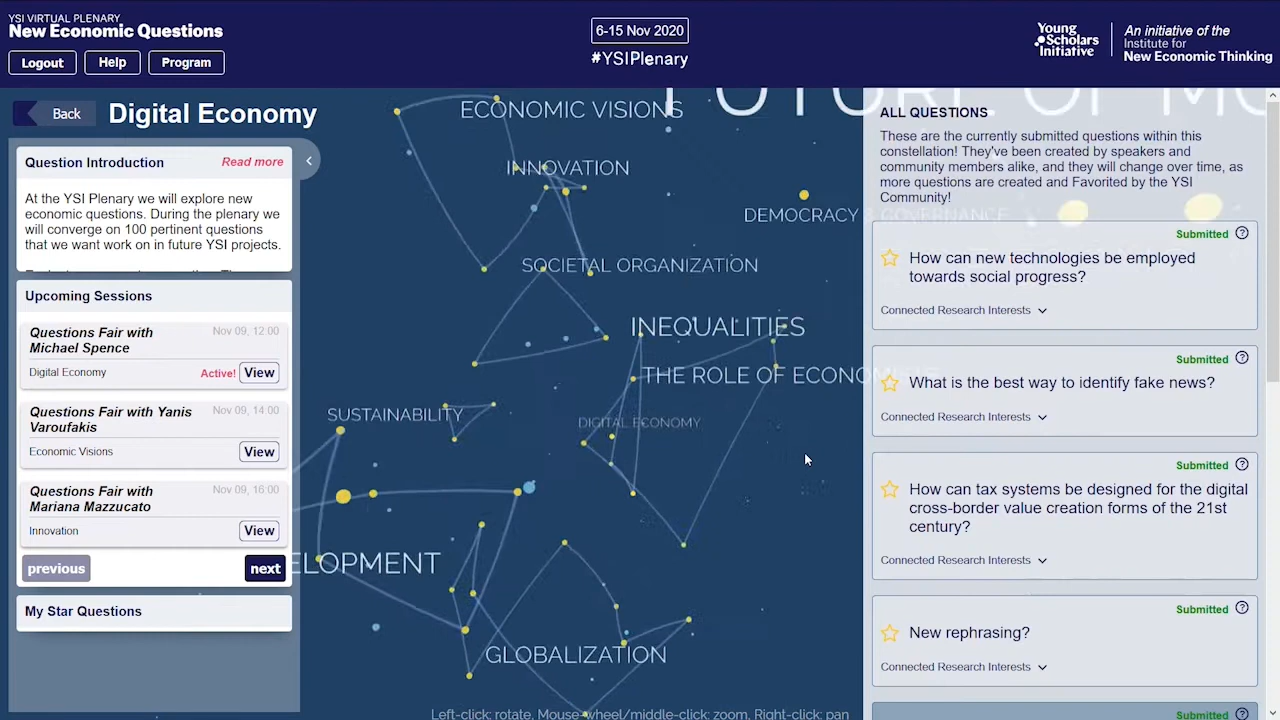 YSI VIRTUAL PLENARY
New Economic Questions
Logout
Help
Program
6-15 Nov 2020
#YSIPlenary
Young
Scholars
Initiative
An initiative of the
Institute for
New Economic Thinking
Back
Digital Economy
Question Introduction
Read more
At the YSI Plenary we will explore new
economic questions. During the plenary we
will converge on 100 pertinent questions
that we want work on in future YSI projects.
Upcoming Sessions
Questions Fair with
Michael Spence
Nov 09, 12:00
Digital Economy
Active!
View
Questions Fair with Yanis
Varoufakis
Nov 09, 14:00
Economic Visions
View
Questions Fair with
Mariana Mazzucato
Nov 09, 16:00
Innovation
View
previous
next
My Star Questions
FUTURE OF MO
ECONOMIC VISIONS
INNOVATION
DEMOCRACY & GOVERNANCE
SOCIETAL ORGANIZATION
INEQUALITIES
THE ROLE OF ECONOMISTS
SUSTAINABILITY
DIGITAL ECONOMY
ELOPMENT
GLOBALIZATION
Left-click: rotate, Mouse-wheel/middle-click: zoom, Right-click: pan
ALL QUESTIONS
These are the currently submitted questions within this
constellation! They've been created by speakers and
community members alike, and they will change over time, as
more questions are created and Favorited by the YSI
Community!
Submitted
How can new technologies be employed
towards social progress?
Connected Research Interests
Submitted
What is the best way to identify fake news?
Connected Research Interests
Submitted
How can tax systems be designed for the digital
cross-border value creation forms of the 21st
century?
Connected Research Interests
Submitted
New rephrasing?
Connected Research Interests
Submitted